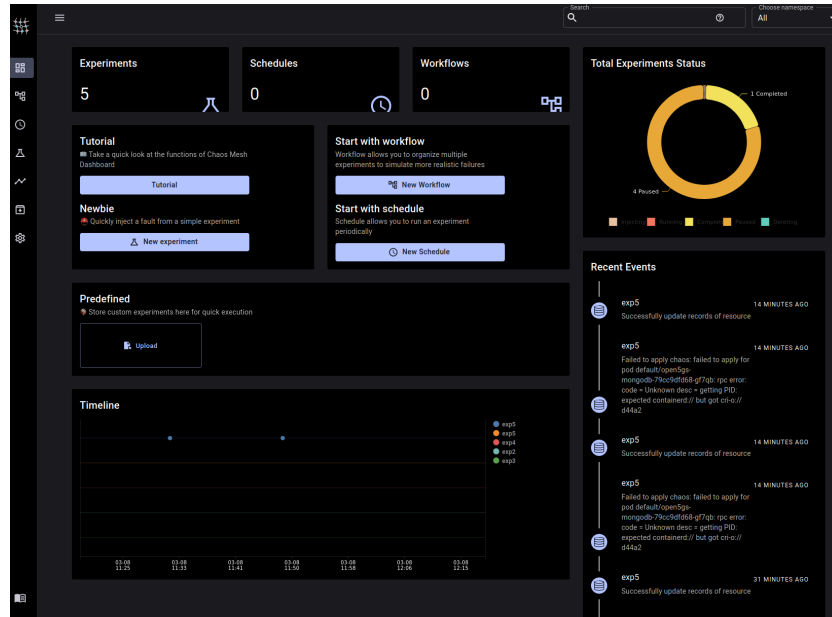 Search
Choose namespace
All
Experiments
5
Schedules
0
Workflows
0
Total Experiments Status
1 Completed
4 Paused
Injecting
Running
Paused
Deleting
Tutorial
Take a quick look at the functions of Chaos Mesh
Dashboard
Tutorial
Newbie
Quickly inject a fault from a simple experiment
New experiment
Start with workflow
Workflow allows you to organize multiple
experiments to simulate more realistic failures
New Workflow
Start with schedule
Schedule allows you to run an experiment
periodically
New Schedule
Predefined
Store custom experiments here for quick execution
Upload
Timeline
exp5
exp5
exp4
exp2
exp3
03-08
11:25
03-08
11:33
03-08
11:41
03-08
11:50
03-08
11:58
03-08
12:06
03-08
12:15
Recent Events
exp5
14 MINUTES AGO
Successfully update records of resource
exp5
14 MINUTES AGO
Failed to apply chaos: failed to apply for
pod default/open5gs-
mongodb-79cc9dfd68-gf7qb: rpc error:
code = Unknown desc = getting PID:
expected containerd:// but got cri-o://
d44a2
exp5
14 MINUTES AGO
Successfully update records of resource
exp5
14 MINUTES AGO
Failed to apply chaos: failed to apply for
pod default/open5gs-
mongodb-79cc9dfd68-gf7qb: rpc error:
code = Unknown desc = getting PID:
expected containerd:// but got cri-o://
d44a2
exp5
31 MINUTES AGO
Successfully update records of resource